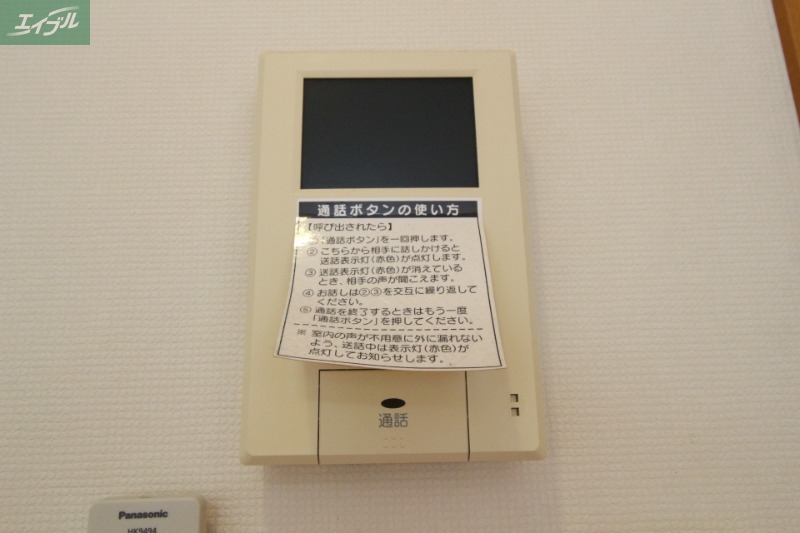 エイブル
通話ボタンの使い方
【呼び出されたら】
「通話ボタン」を一回押します。
② こちらから相手に話しかけると
送話表示灯(赤色)が点灯します。
③ 送話表示灯(赤色)が消えている
とき、相手の声が聞こえます。
④ お話しは②③を交互に繰り返して
ください。
⑤ 通話を終了するときはもう一度
「通話ボタン」を押してください。
※ 室内の声が不用意に外に漏れない
よう、送話中は表示灯(赤色)が
点灯してお知らせします。
通話
Panasonic
HK9494